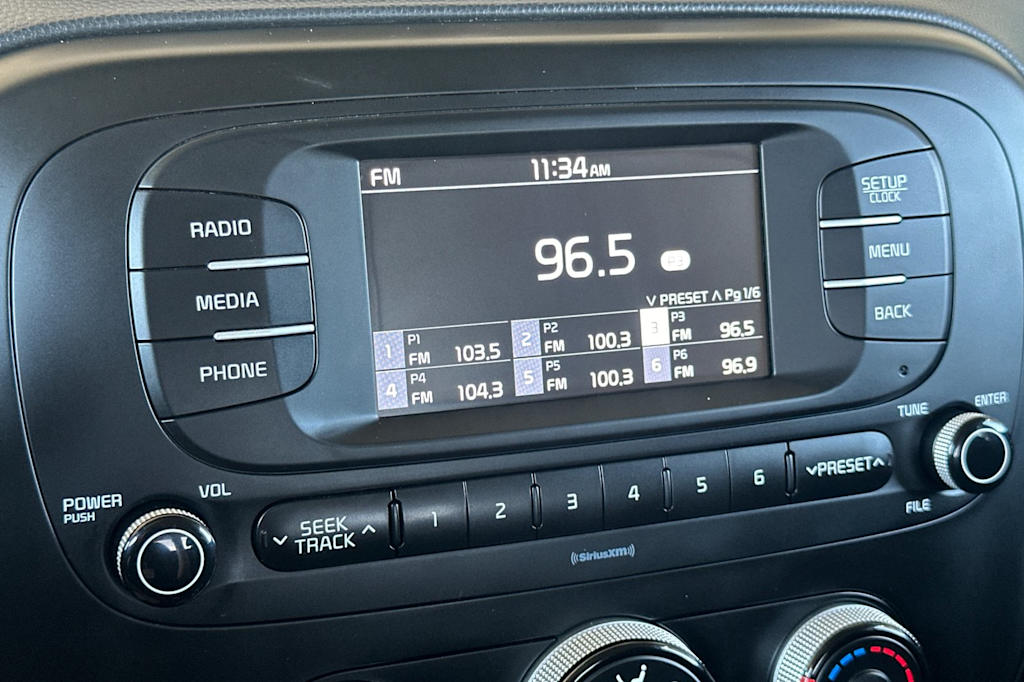 FM 11:34 AM
96.5 P3
∨ PRESET ∧ Pg 1/6
1 P1 FM 103.5 2 P2 FM 100.3 3 P3 FM 96.5
4 P4 FM 104.3 5 P5 FM 100.3 6 P6 FM 96.9
RADIO
MEDIA
PHONE
SETUP
CLOCK
MENU
BACK
POWER
PUSH
VOL
∨ SEEK ∧
TRACK
1 2 3 4 5 6
∨PRESET∧
TUNE
ENTER
FILE
((SiriusXM))